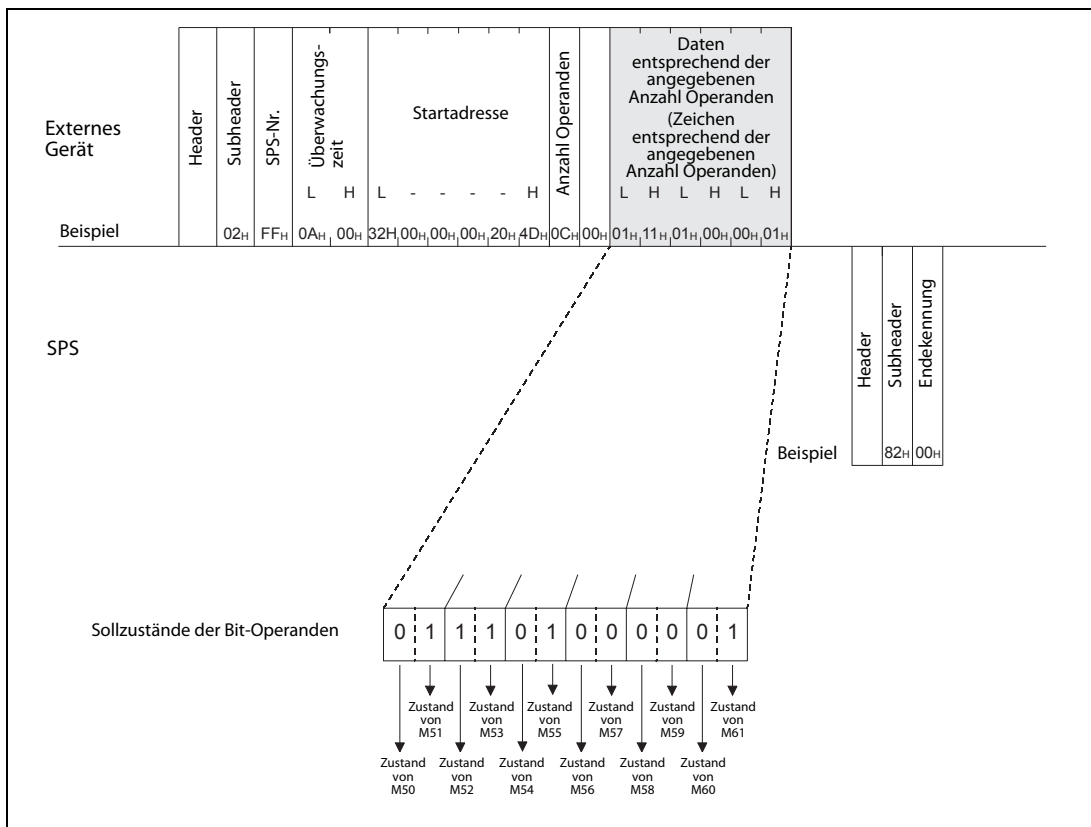 Externes
Gerät
Header
Subheader
SPS-Nr.
Überwachungs-
zeit
L H
Startadresse
L - - - - H
Anzahl Operanden
Daten
entsprechend der
angegebenen
Anzahl Operanden
(Zeichen
entsprechend der
angegebenen
Anzahl Operanden)
L H L H L H
Beispiel
02H FFH 0AH 00H 32H 00H 00H 00H 20H 4DH 0CH 00H 01H 11H 01H 00H 00H 01H
SPS
Header
Subheader
Endekennung
Beispiel
82H 00H
Sollzustände der Bit-Operanden
0 1 1 1 0 1 0 0 0 0 0 1
Zustand
von
M51
Zustand
von
M53
Zustand
von
M55
Zustand
von
M57
Zustand
von
M59
Zustand
von
M61
Zustand
von
M50
Zustand
von
M52
Zustand
von
M54
Zustand
von
M56
Zustand
von
M58
Zustand
von
M60